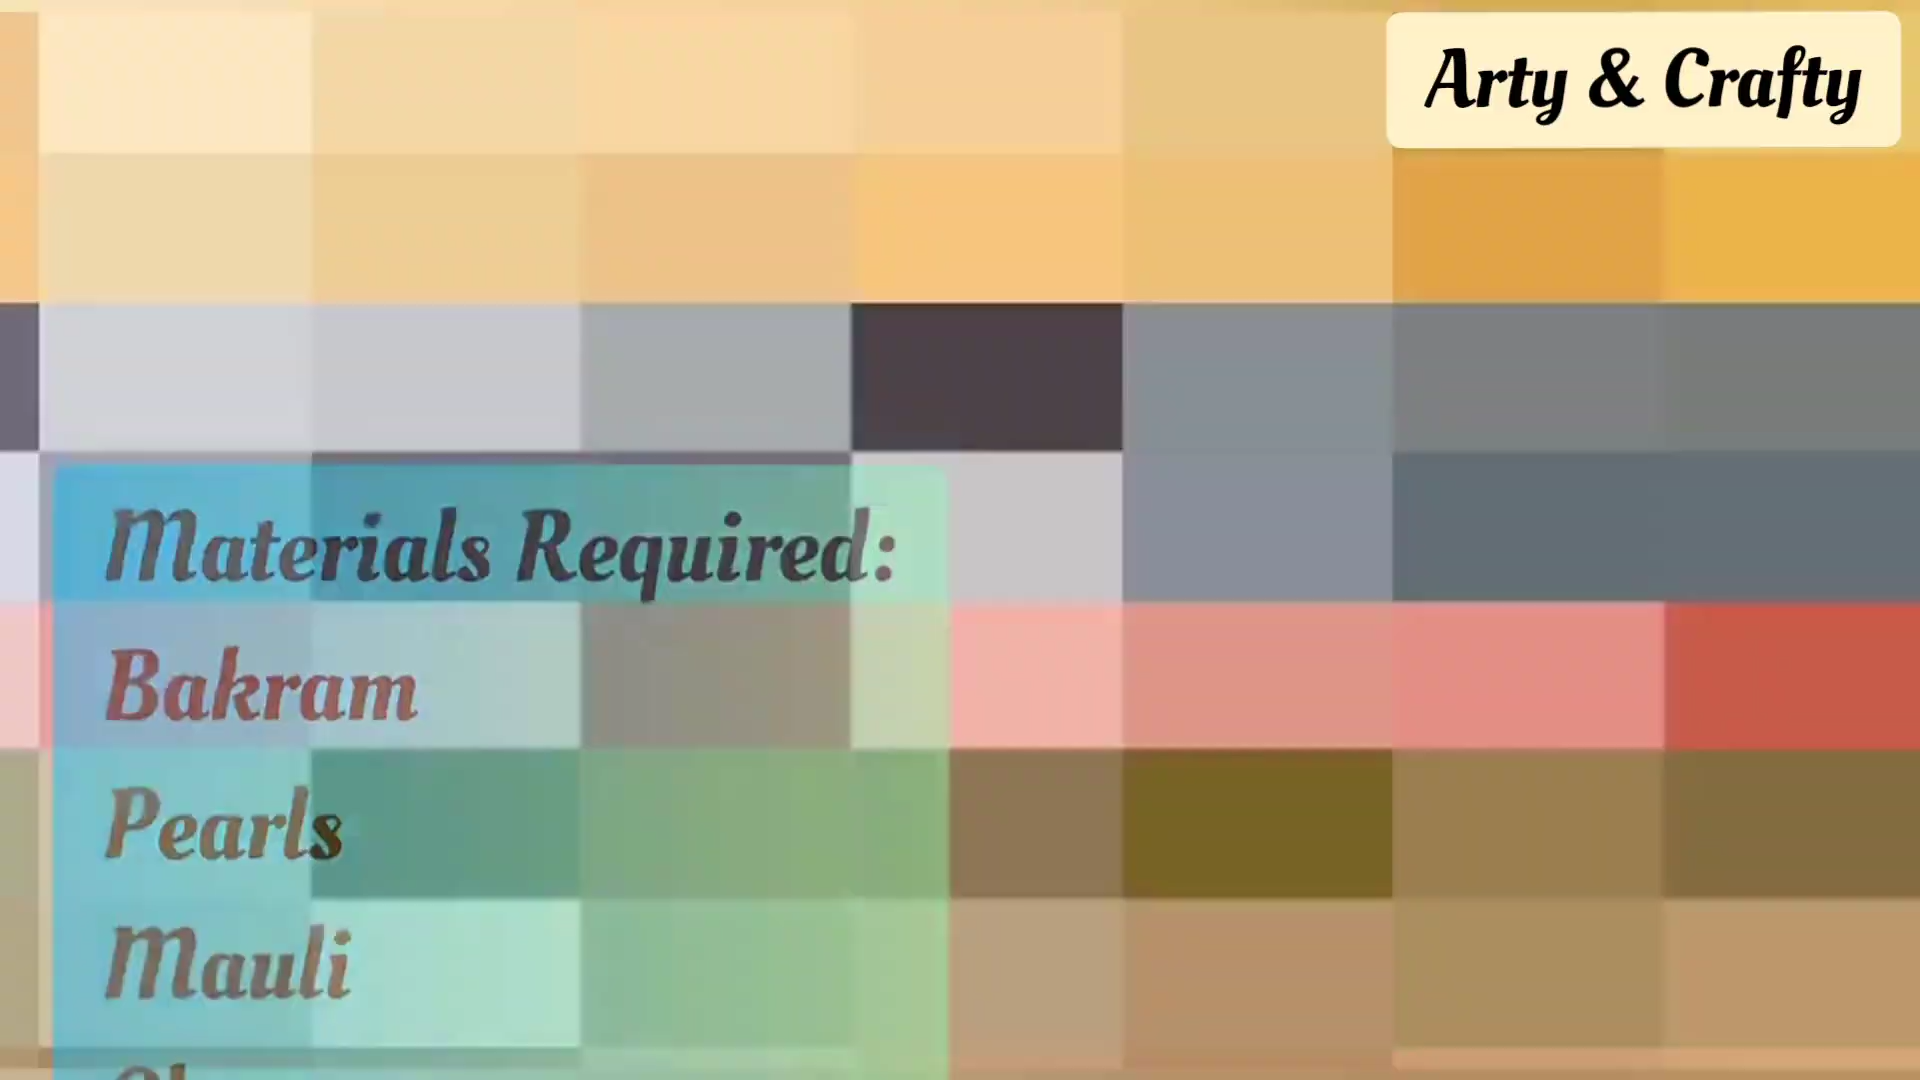 Arty & Crafty
Materials Required:
Bakram
Pearls
Mauli